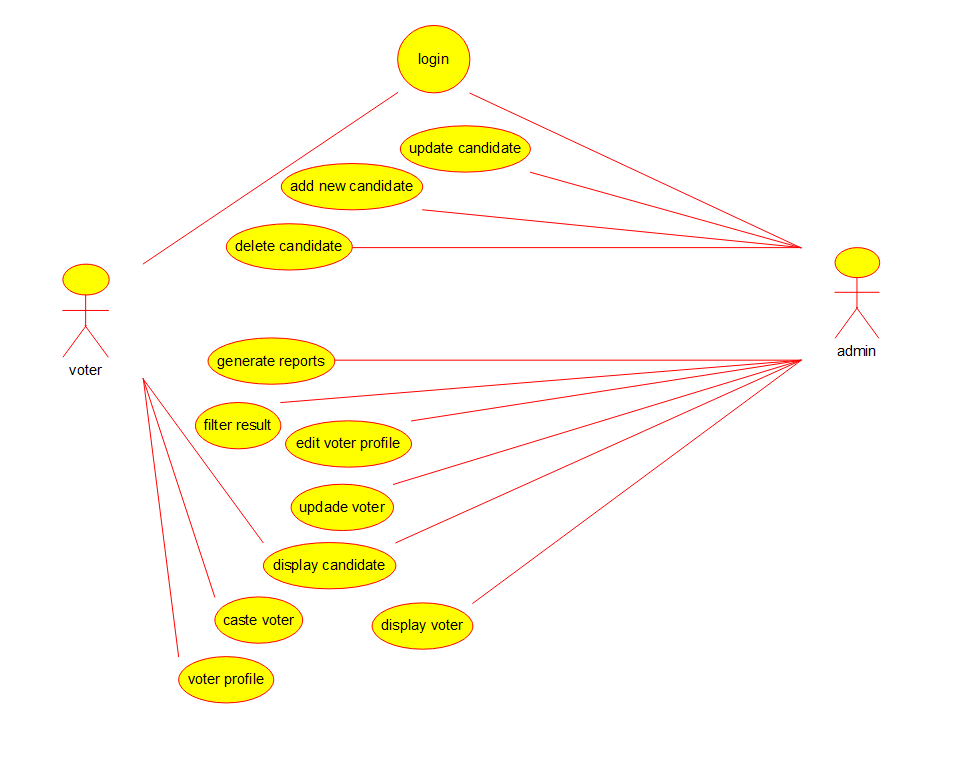 login
update candidate
add new candidate
delete candidate
voter
admin
generate reports
filter result
edit voter profile
updade voter
display candidate
caste voter
display voter
voter profile